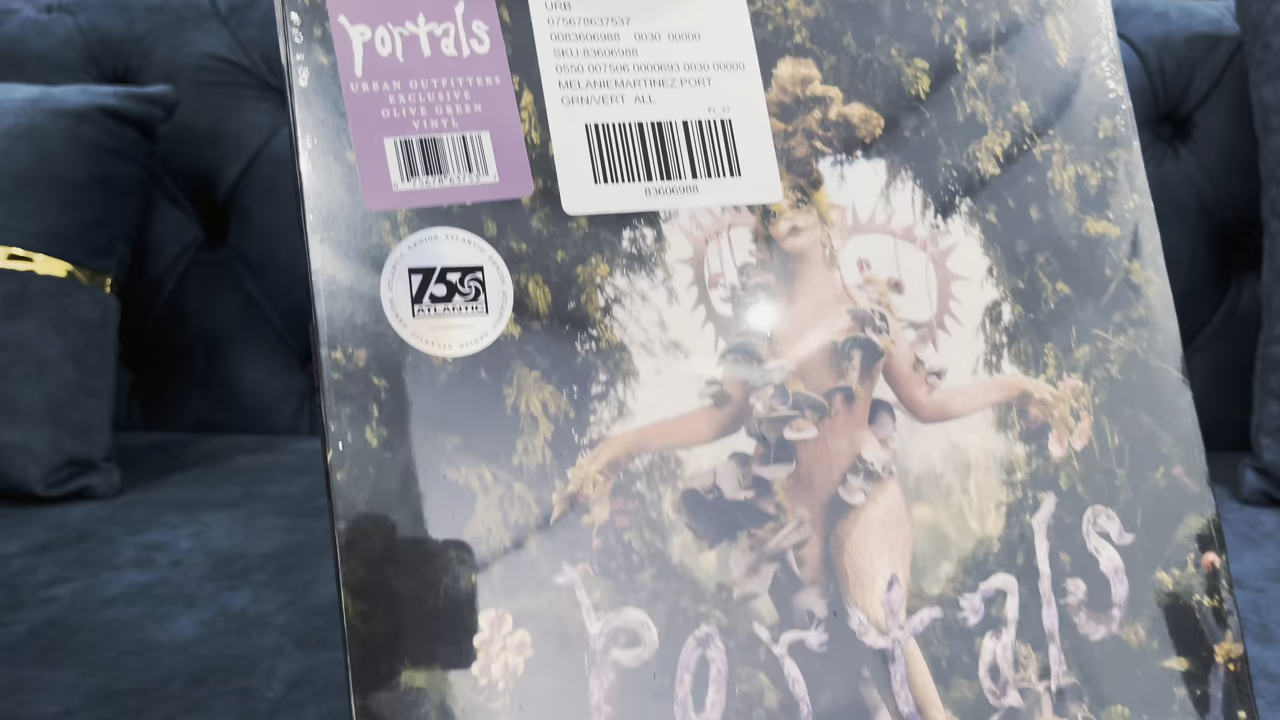 portals
URBAN OUTFITTERS
EXCLUSIVE
OLIVE GREEN
VINYL
URB
075678637537
0083606988 0030 00000
SKU:83606988
0550 007506 0000693 0030 00000
MELANIEMARTINEZ:PORT
GRN/VERT ALL
83606988
75
ATLANTIC
Portals